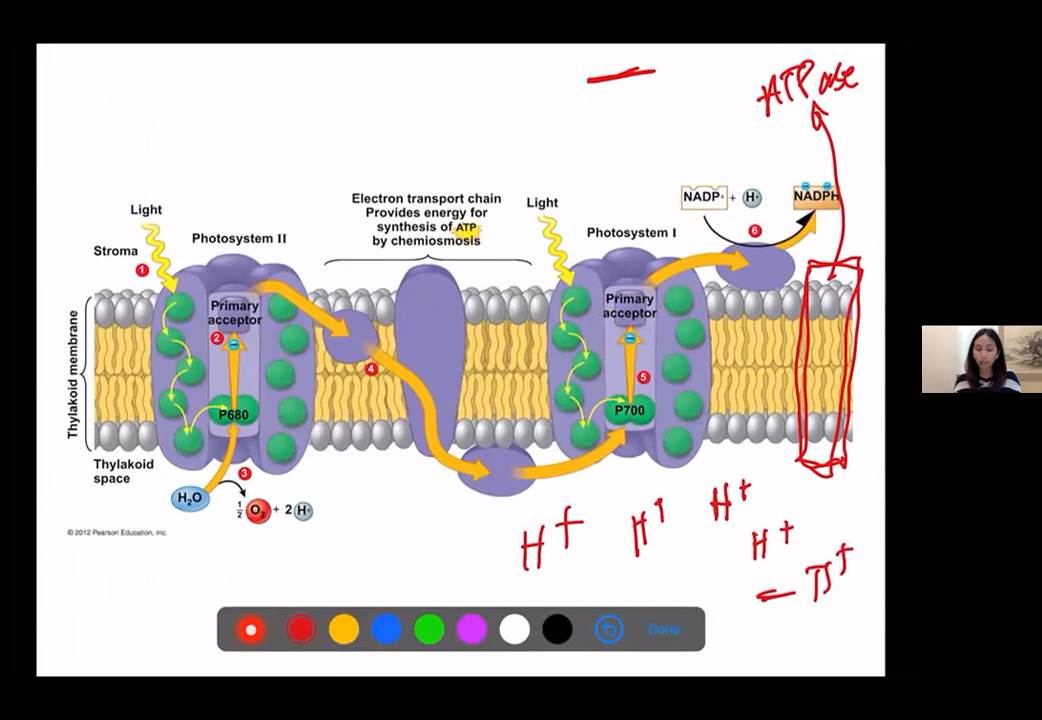 ATPase
Electron transport chain
Provides energy for
synthesis of ATP
by chemiosmosis
NADP+ + H+
NADPH
Light
Light
Stroma
Photosystem II
Photosystem I
1
6
Primary
acceptor
Primary
acceptor
2
4
5
Thylakoid membrane
P680
P700
Thylakoid
space
3
H₂O
½ O₂ + 2 H+
© 2012 Pearson Education, Inc.
H+
H+
H+
H+
Done